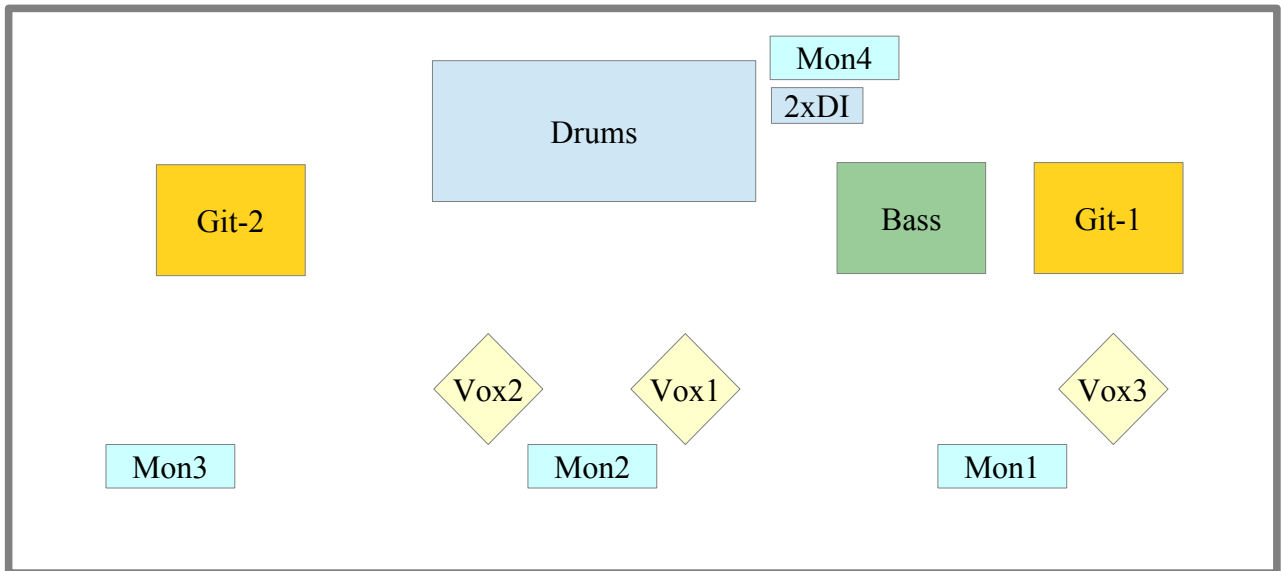 Mon4
2xDI
Drums
Git-2
Bass
Git-1
Vox2
Vox1
Vox3
Mon3
Mon2
Mon1